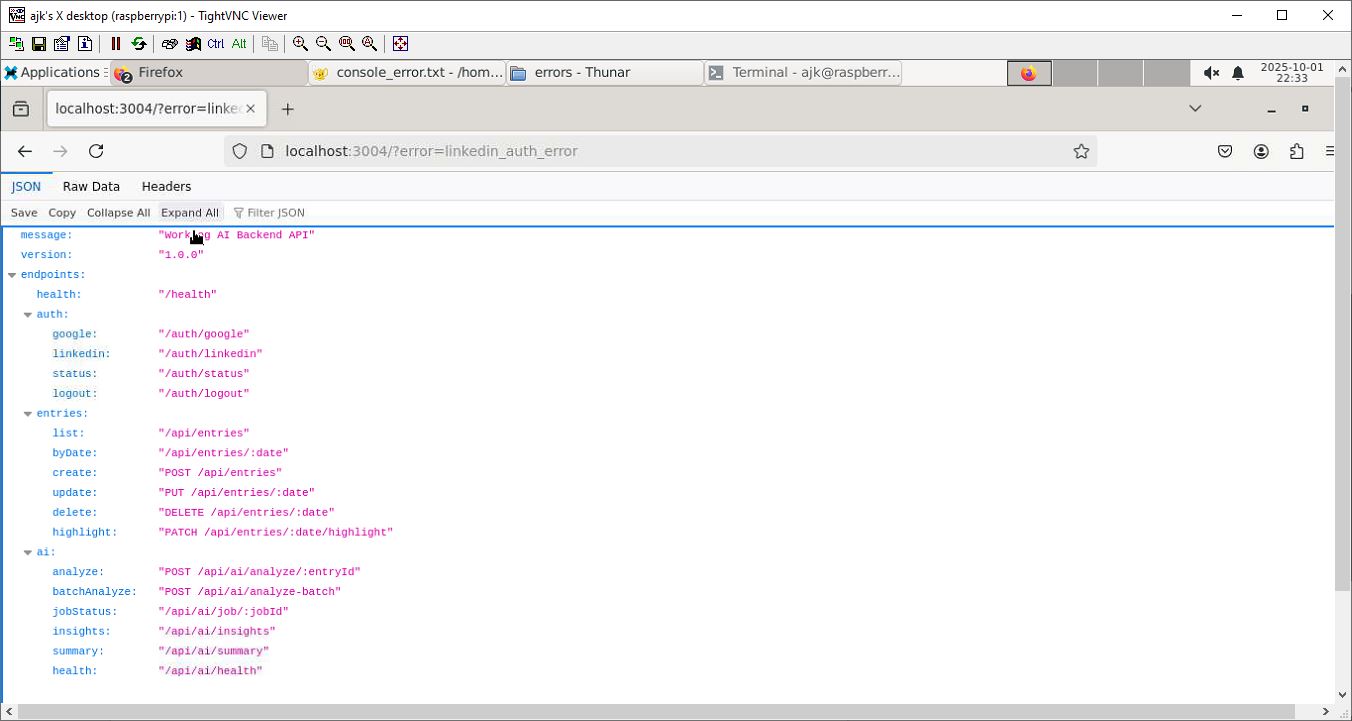 ajk's X desktop (raspberrypi:1) - TightVNC Viewer
Ctrl Alt
Applications
2 Firefox
console_error.txt - /hom...
errors - Thunar
Terminal - ajk@raspberr...
2025-10-01
22:33
localhost:3004/?error=linke
localhost:3004/?error=linkedin_auth_error
JSON Raw Data Headers
Save Copy Collapse All Expand All Filter JSON
message: AI Backend API"
version: "1.0.0"
endpoints:
health: "/health"
auth:
google: "/auth/google"
linkedin: "/auth/linkedin"
status: "/auth/status"
logout: "/auth/logout"
entries:
list: "/api/entries"
byDate: "/api/entries/:date"
create: "POST /api/entries"
update: "PUT /api/entries/:date"
delete: "DELETE /api/entries/:date"
highlight: "PATCH /api/entries/:date/highlight"
ai:
analyze: "POST /api/ai/analyze/:entryId"
batchAnalyze: "POST /api/ai/analyze-batch"
jobStatus: "/api/ai/job/:jobId"
insights: "/api/ai/insights"
summary: "/api/ai/summary"
health: "/api/ai/health"